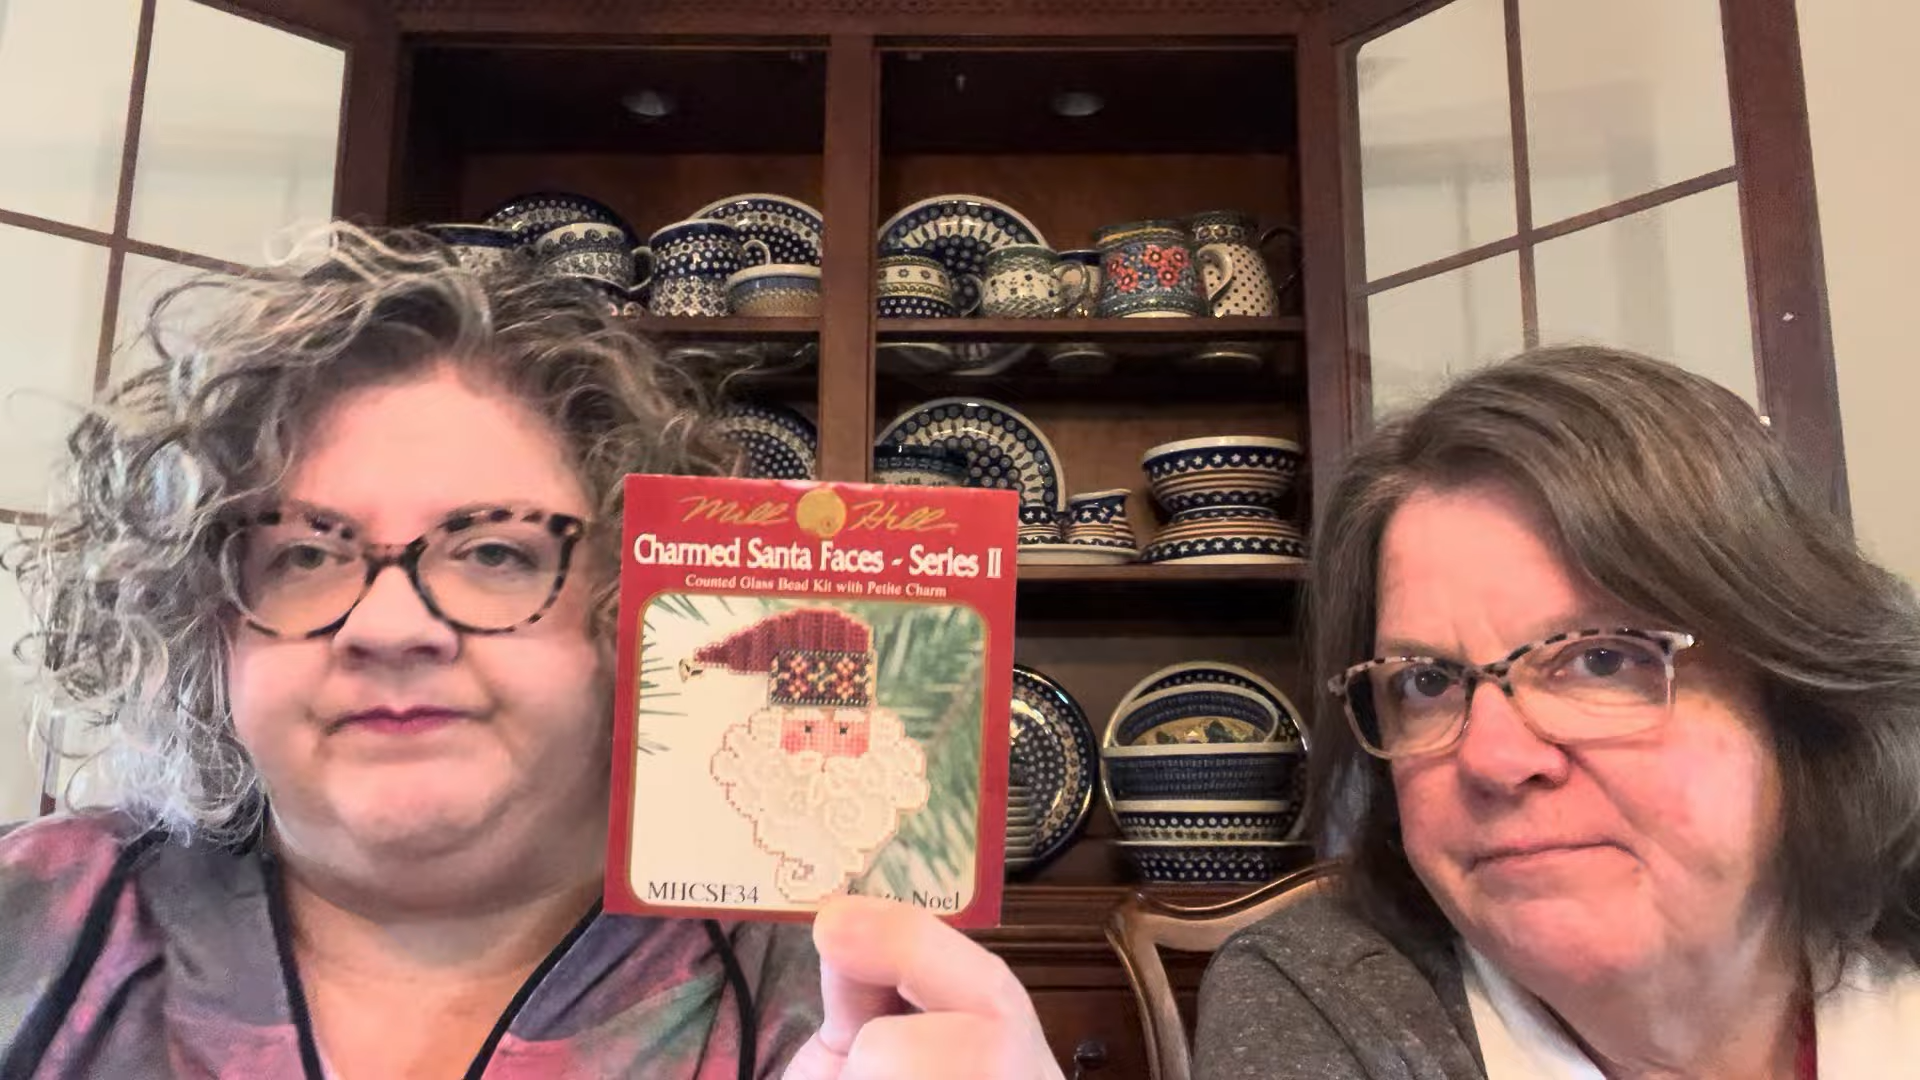 Mill Hill
Charmed Santa Faces - Series II
Counted Glass Bead Kit with Petite Charm
MHCSF34
Noel